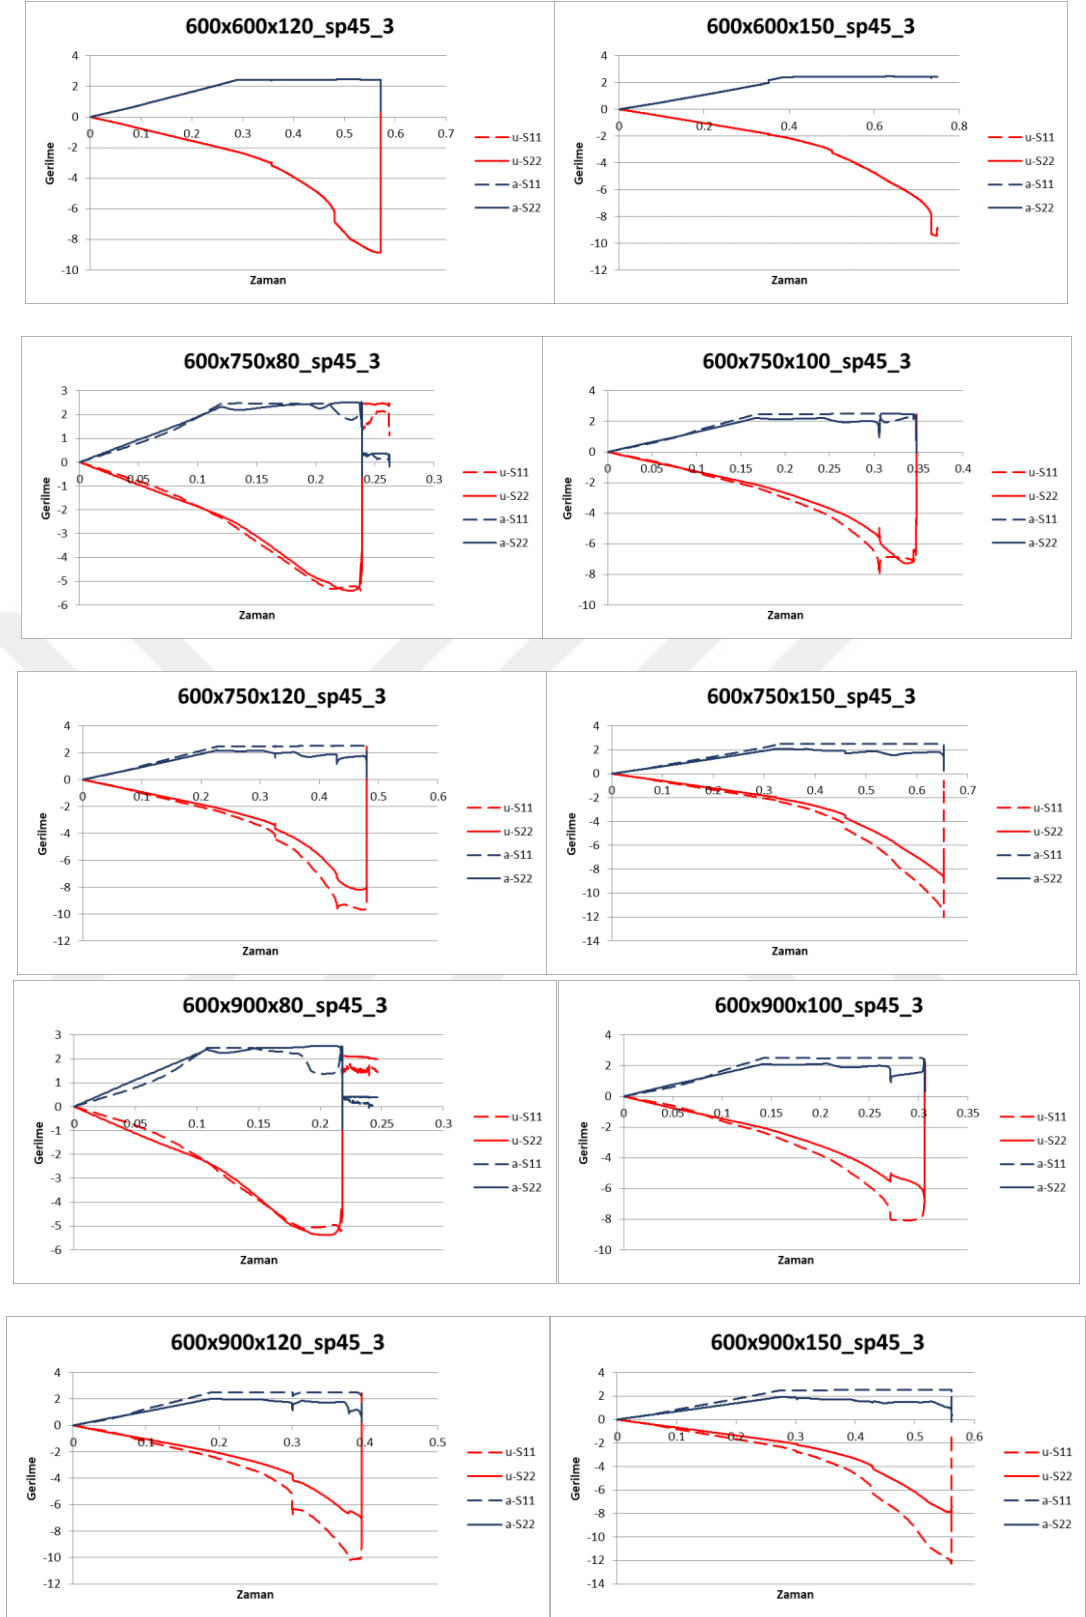 600x600x120_sp45_3
4
2
0
-2
-4
-6
-8
-10
0 0.1 0.2 0.3 0.4 0.5 0.6 0.7
Gerilme
Zaman
u-S11
u-S22
a-S11
a-S22
600x600x150_sp45_3
4
2
0
-2
-4
-6
-8
-10
-12
0 0.2 0.4 0.6 0.8
Gerilme
Zaman
u-S11
u-S22
a-S11
a-S22
600x750x80_sp45_3
3
2
1
0
-1
-2
-3
-4
-5
-6
0 0.05 0.1 0.15 0.2 0.25 0.3
Gerilme
Zaman
u-S11
u-S22
a-S11
a-S22
600x750x100_sp45_3
4
2
0
-2
-4
-6
-8
-10
0 0.05 0.1 0.15 0.2 0.25 0.3 0.35 0.4
Gerilme
Zaman
u-S11
u-S22
a-S11
a-S22
600x750x120_sp45_3
4
2
0
-2
-4
-6
-8
-10
-12
0 0.1 0.2 0.3 0.4 0.5 0.6
Gerilme
Zaman
u-S11
u-S22
a-S11
a-S22
600x750x150_sp45_3
4
2
0
-2
-4
-6
-8
-10
-12
-14
0 0.1 0.2 0.3 0.4 0.5 0.6 0.7
Gerilme
Zaman
u-S11
u-S22
a-S11
a-S22
600x900x80_sp45_3
3
2
1
0
-1
-2
-3
-4
-5
-6
0 0.05 0.1 0.15 0.2 0.25 0.3
Gerilme
Zaman
u-S11
u-S22
a-S11
a-S22
600x900x100_sp45_3
4
2
0
-2
-4
-6
-8
-10
0 0.05 0.1 0.15 0.2 0.25 0.3 0.35
Gerilme
Zaman
u-S11
u-S22
a-S11
a-S22
600x900x120_sp45_3
4
2
0
-2
-4
-6
-8
-10
-12
0 0.1 0.2 0.3 0.4 0.5
Gerilme
Zaman
u-S11
u-S22
a-S11
a-S22
600x900x150_sp45_3
4
2
0
-2
-4
-6
-8
-10
-12
-14
0 0.1 0.2 0.3 0.4 0.5 0.6
Gerilme
Zaman
u-S11
u-S22
a-S11
a-S22